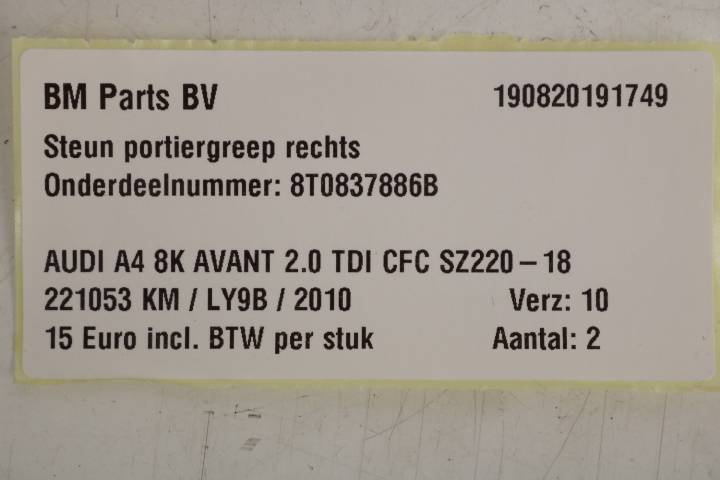 BM Parts BV 190820191749
Steun portiergreep rechts
Onderdeelnummer: 8T0837886B
AUDI A4 8K AVANT 2.0 TDI CFC SZ220-18
221053 KM / LY9B / 2010 Verz: 10
15 Euro incl. BTW per stuk Aantal: 2